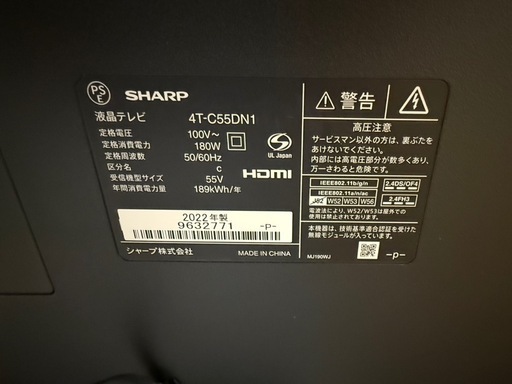 PS
E
SHARP
液晶テレビ 4T-C55DN1
定格電圧 100V～
定格消費電力 180W
定格周波数 50/60Hz
区分名 c
受信機型サイズ 55V
年間消費電力量 189kWh/年
UL Japan
HDMI
2022年製
9632771 -P-
シャープ株式会社 MADE IN CHINA
警告
高圧注意
サービスマン以外の方は、裏ぶたを
あけないでください。
内部には高電圧部分が数多くあり、
万一さわると危険です。
IEEE802.11b/g/n 2.4DS/OF4
IEEE802.11a/n/ac 2.4FH3
J52 W52 W53 W56
電波法により、W52/W53は屋外での
使用は禁止されています。
本機器は、技術基準適合認証を受けた
無線モジュールが入っています。
MJ190WJ -P-